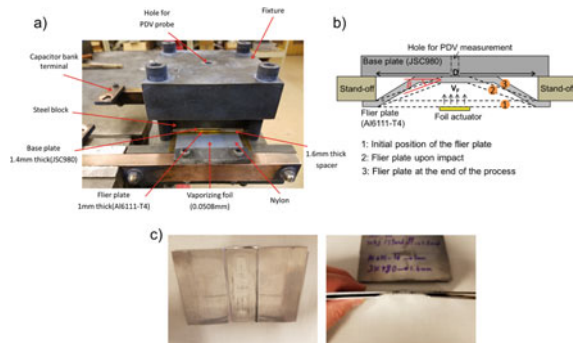 a)
Hole for
PDV probe
Fixture
Capacitor bank
terminal
Steel block
Base plate
1.4mm thick(JSC980)
Flier plate
1mm thick(Al6111-T4)
Vaporizing foil
(0.0508mm)
Nylon
1.6mm thick
spacer
b)
Hole for PDV measurement
Base plate (JSC980)
Stand-off
Stand-off
Flier plate
(Al6111-T4)
Foil actuator
1: Initial position of the flier plate
2: Flier plate upon impact
3: Flier plate at the end of the process
c)